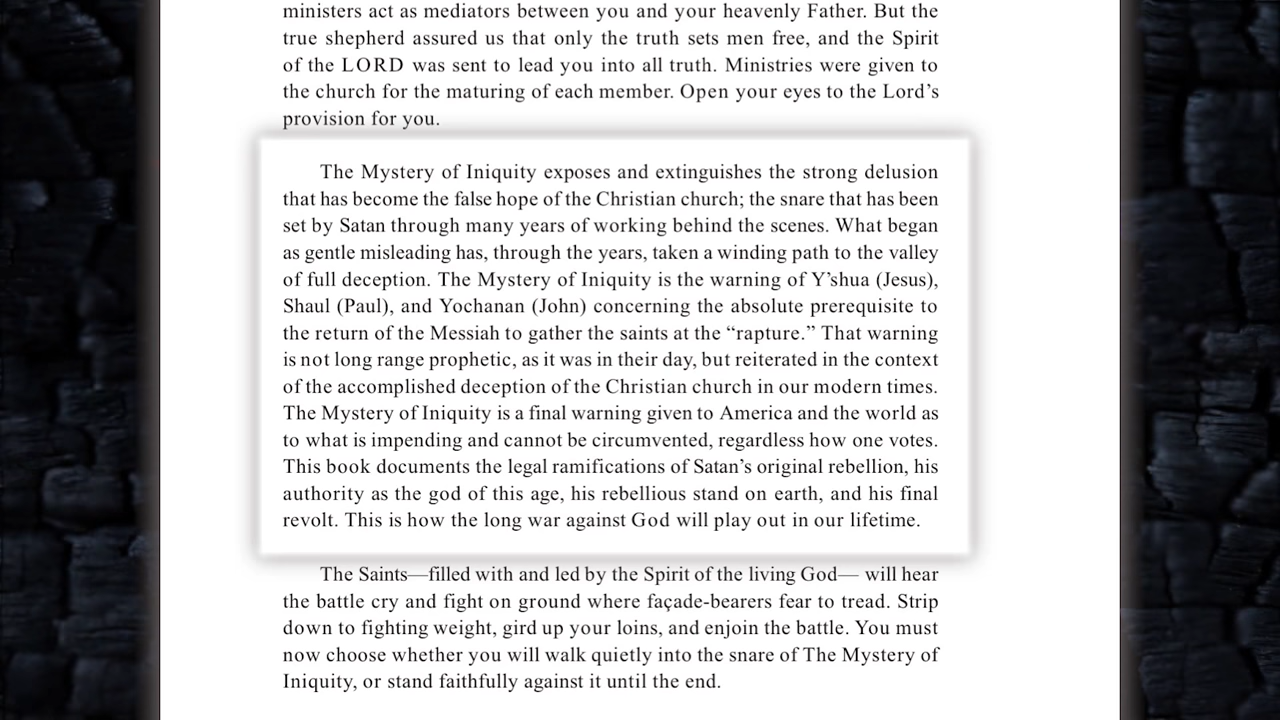 ministers act as mediators between you and your heavenly Father. But the
true shepherd assured us that only the truth sets men free, and the Spirit
of the LORD was sent to lead you into all truth. Ministries were given to
the church for the maturing of each member. Open your eyes to the Lord’s
provision for you.
The Mystery of Iniquity exposes and extinguishes the strong delusion
that has become the false hope of the Christian church; the snare that has been
set by Satan through many years of working behind the scenes. What began
as gentle misleading has, through the years, taken a winding path to the valley
of full deception. The Mystery of Iniquity is the warning of Y’shua (Jesus),
Shaul (Paul), and Yochanan (John) concerning the absolute prerequisite to
the return of the Messiah to gather the saints at the “rapture.” That warning
is not long range prophetic, as it was in their day, but reiterated in the context
of the accomplished deception of the Christian church in our modern times.
The Mystery of Iniquity is a final warning given to America and the world as
to what is impending and cannot be circumvented, regardless how one votes.
This book documents the legal ramifications of Satan’s original rebellion, his
authority as the god of this age, his rebellious stand on earth, and his final
revolt. This is how the long war against God will play out in our lifetime.
The Saints—filled with and led by the Spirit of the living God— will hear
the battle cry and fight on ground where façade-bearers fear to tread. Strip
down to fighting weight, gird up your loins, and enjoin the battle. You must
now choose whether you will walk quietly into the snare of The Mystery of
Iniquity, or stand faithfully against it until the end.